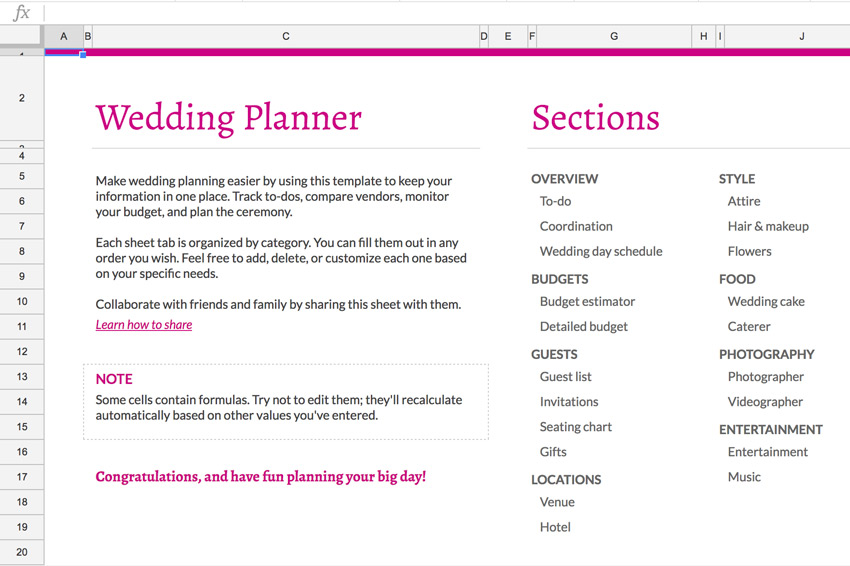 fx
A B C D E F G H I J
1
2
3
4
5
6
7
8
9
10
11
12
13
14
15
16
17
18
19
20
Wedding Planner
Make wedding planning easier by using this template to keep your
information in one place. Track to-dos, compare vendors, monitor
your budget, and plan the ceremony.
Each sheet tab is organized by category. You can fill them out in any
order you wish. Feel free to add, delete, or customize each one based
on your specific needs.
Collaborate with friends and family by sharing this sheet with them.
Learn how to share
NOTE
Some cells contain formulas. Try not to edit them; they'll recalculate
automatically based on other values you've entered.
Congratulations, and have fun planning your big day!
Sections
OVERVIEW
To-do
Coordination
Wedding day schedule
BUDGETS
Budget estimator
Detailed budget
GUESTS
Guest list
Invitations
Seating chart
Gifts
LOCATIONS
Venue
Hotel
STYLE
Attire
Hair & makeup
Flowers
FOOD
Wedding cake
Caterer
PHOTOGRAPHY
Photographer
Videographer
ENTERTAINMENT
Entertainment
Music